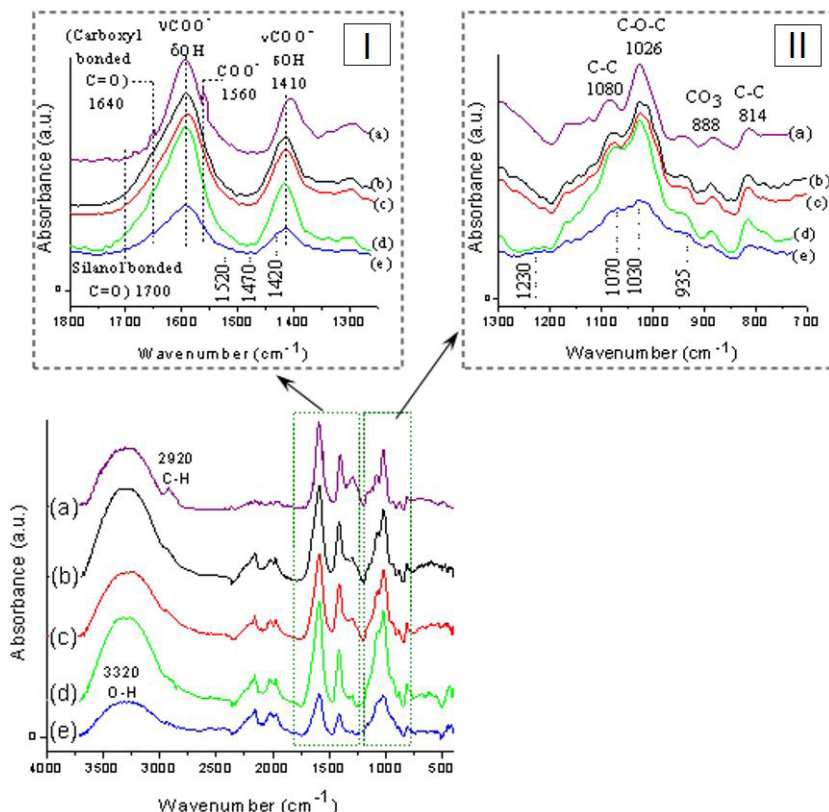 νCOO⁻
δOH
(Carboxyl
bonded
C=O)
1640
COO⁻
1560
νCOO⁻
δOH
1410
I
(a)
(b)
(c)
(d)
(e)
Silanol bonded
C=O) 1700
1520
1470
1420
Absorbance (a.u.)
0
1800 1700 1600 1500 1400 1300
Wavenumber (cm⁻¹)
C-O-C
1026
II
C-C
1080
CO₃
888
C-C
814
(a)
(b)
(c)
(d)
(e)
1230
1070
1030
935
Absorbance (a.u.)
0
1300 1200 1100 1000 900 800 700
Wavenumber (cm⁻¹)
2920
C-H
(a)
(b)
(c)
(d)
(e)
3320
O-H
Absorbance (a.u.)
0
4000 3500 3000 2500 2000 1500 1000 500
Wavenumber (cm⁻¹)